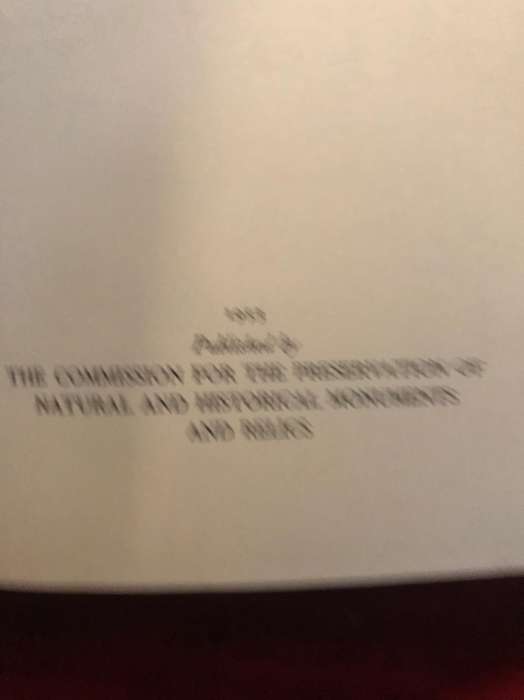 Published by
THE COMMISSION FOR THE PRESERVATION OF
NATURAL AND HISTORICAL MONUMENTS
AND RELICS